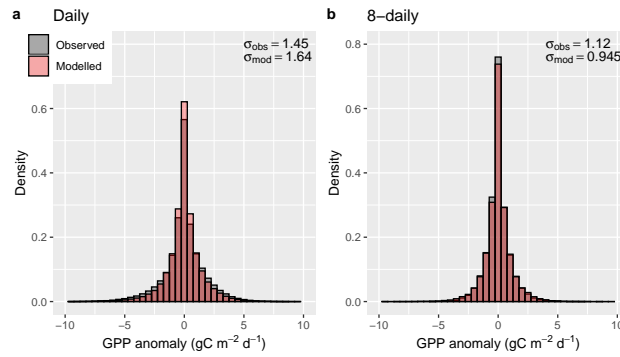 a Daily
Observed
Modelled
σobs = 1.45
σmod = 1.64
0.0
0.2
0.4
0.6
Density
−10 −5 0 5 10
GPP anomaly (gC m−2 d−1)
b 8−daily
σobs = 1.12
σmod = 0.945
0.0
0.2
0.4
0.6
0.8
Density
−10 −5 0 5 10
GPP anomaly (gC m−2 d−1)